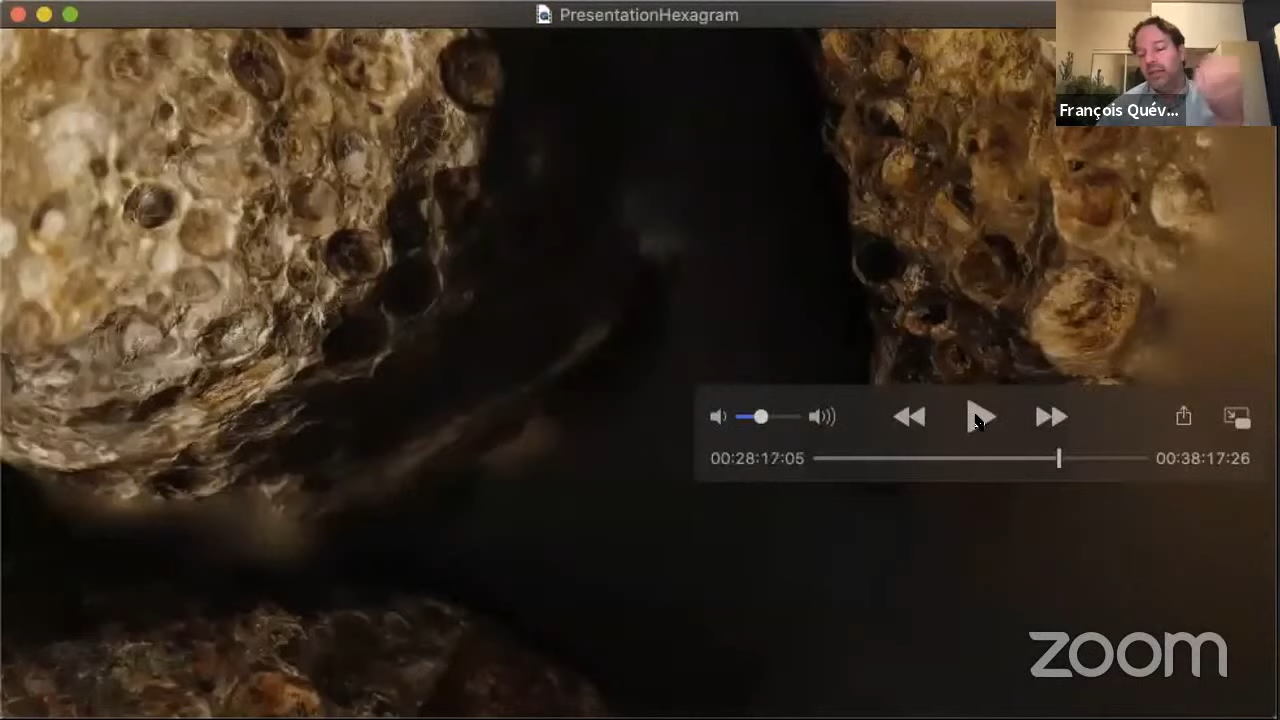 PresentationHexagram
François Quév...
00:28:17:05
00:38:17:26
zoom